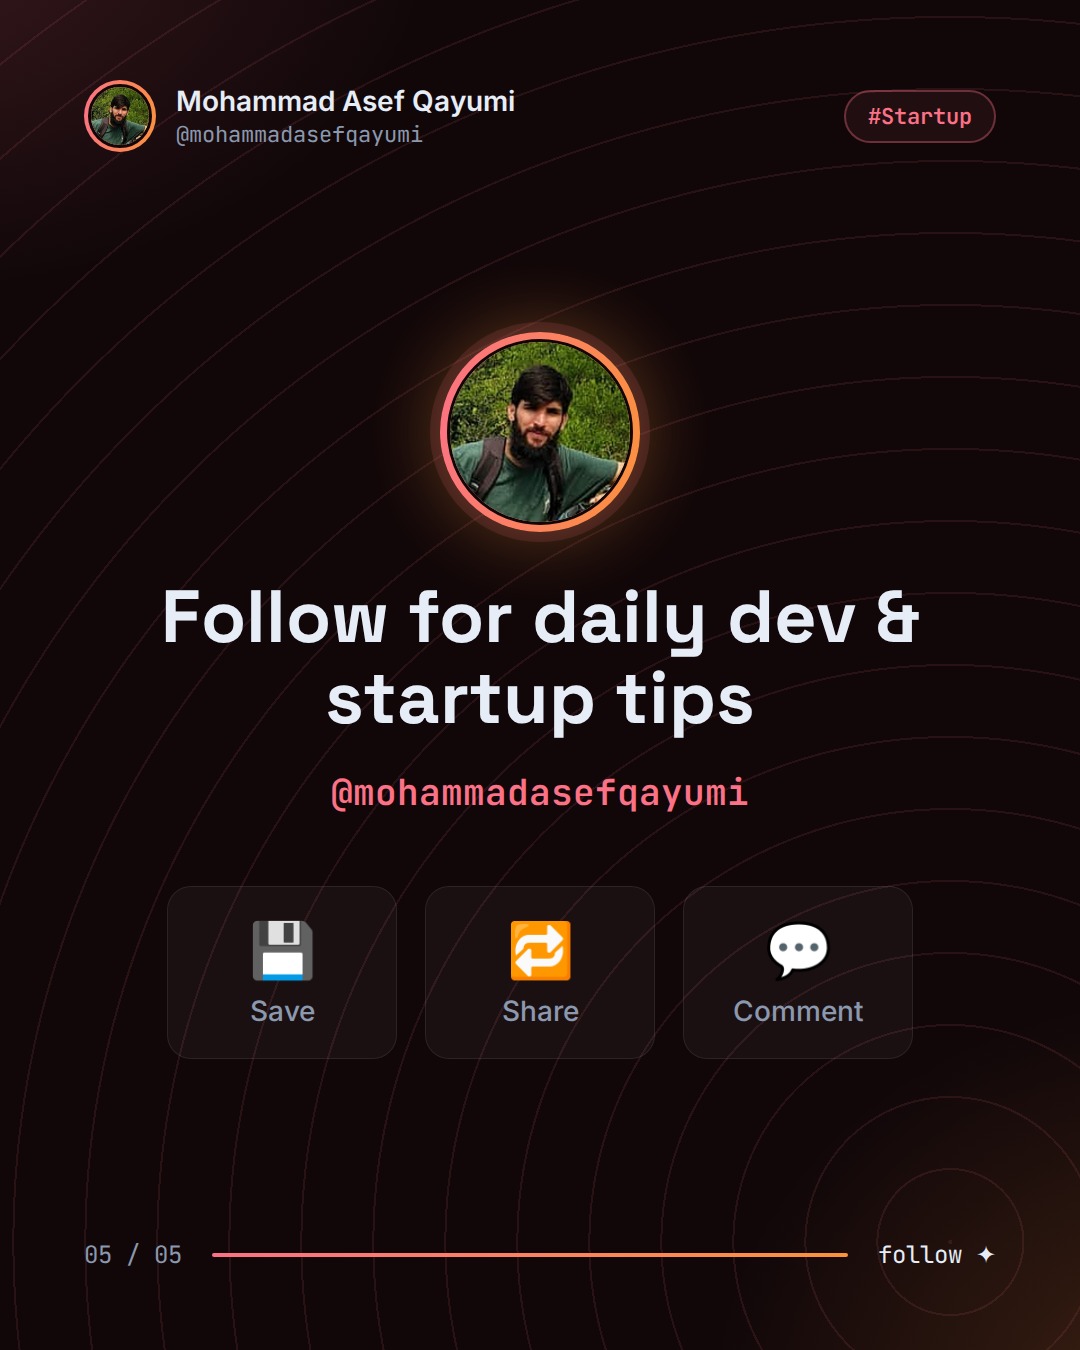 Mohammad Asef Qayumi
@mohammadasefqayumi
#Startup
Follow for daily dev &
startup tips
@mohammadasefqayumi
Save
Share
Comment
05 / 05
follow ✦